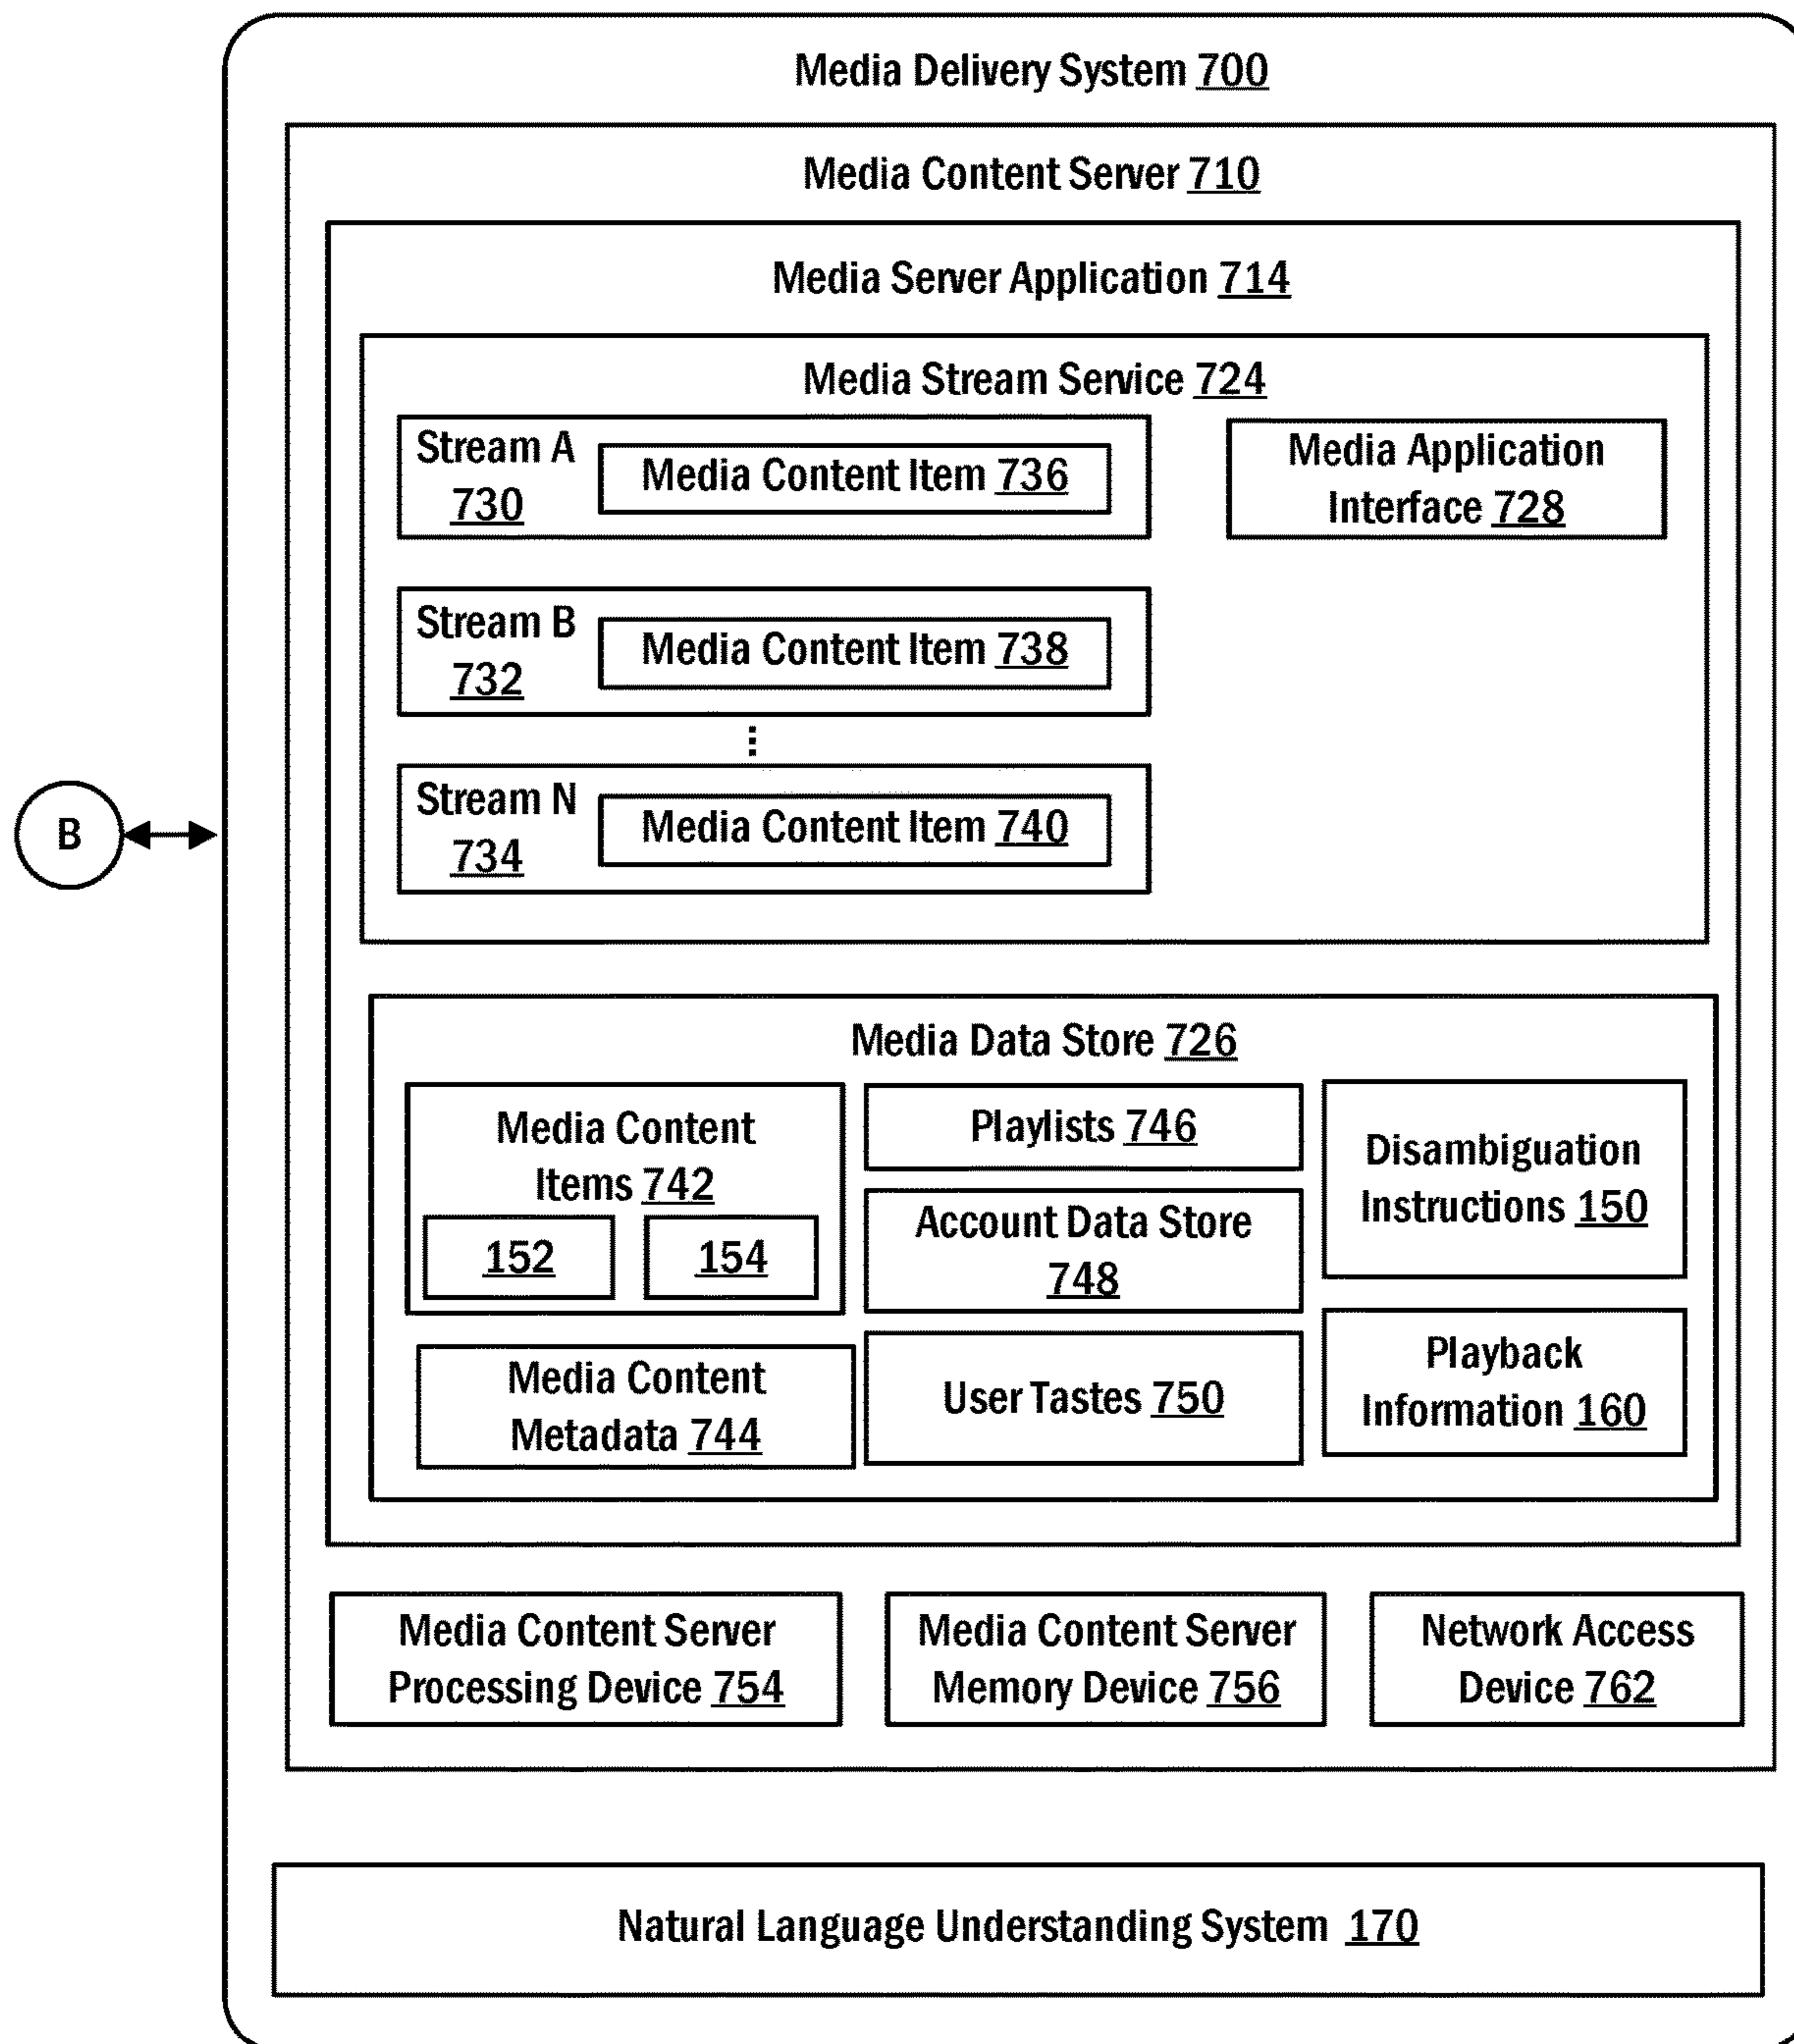 Media Delivery System 700
Media Content Server 710
Media Server Application 714
Media Stream Service 724
Stream A
730
Media Content Item 736
Media Application
Interface 728
Stream B
732
Media Content Item 738
⋮
Stream N
734
Media Content Item 740
B
Media Data Store 726
Media Content
Items 742
152
154
Media Content
Metadata 744
Playlists 746
Account Data Store
748
User Tastes 750
Disambiguation
Instructions 150
Playback
Information 160
Media Content Server
Processing Device 754
Media Content Server
Memory Device 756
Network Access
Device 762
Natural Language Understanding System 170